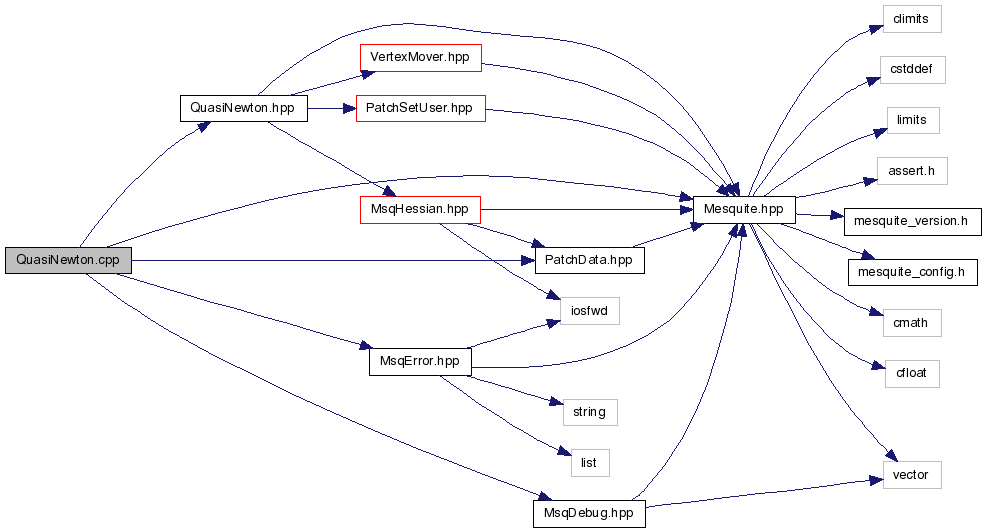 climits
VertexMover.hpp
cstddef
QuasiNewton.hpp
PatchSetUser.hpp
limits
assert.h
MsqHessian.hpp
Mesquite.hpp
mesquite_version.h
QuasiNewton.cpp
PatchData.hpp
mesquite_config.h
iosfwd
cmath
MsqError.hpp
cfloat
string
list
vector
MsqDebug.hpp